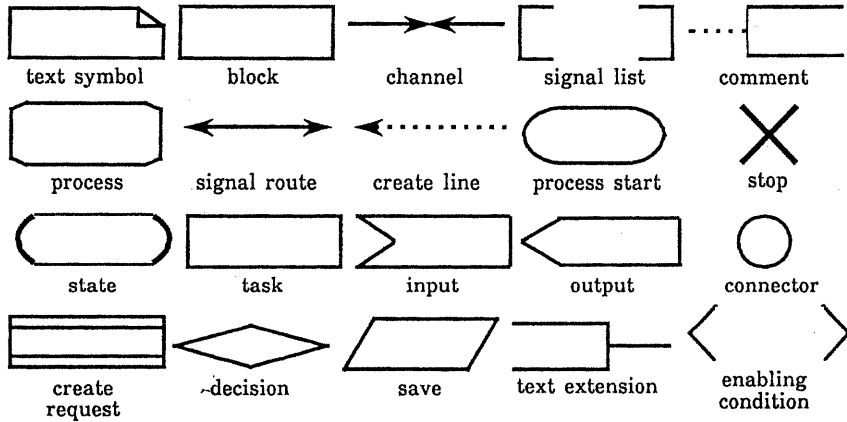 text symbol
block
channel
signal list
comment
process
signal route
create line
process start
stop
state
task
input
output
connector
create
request
decision
save
text extension
enabling
condition